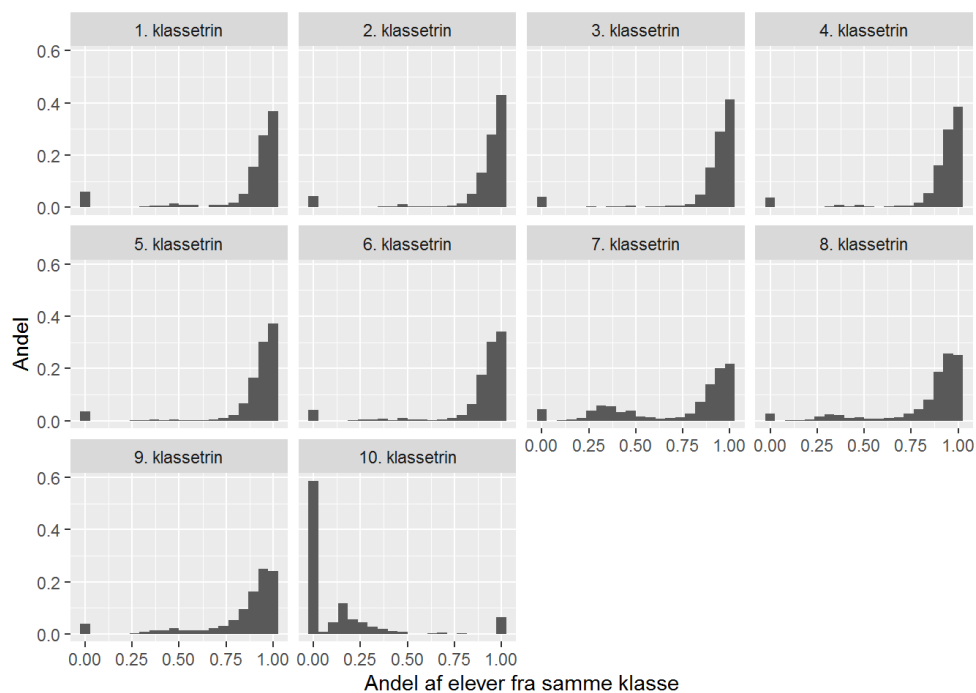 1. klassetrin 2. klassetrin 3. klassetrin 4. klassetrin
0.6
0.4
0.2
0.0
5. klassetrin 6. klassetrin 7. klassetrin 8. klassetrin
0.6
0.4
0.2
0.0
0.00 0.25 0.50 0.75 1.00 0.00 0.25 0.50 0.75 1.00
9. klassetrin 10. klassetrin
0.6
0.4
0.2
0.0
0.00 0.25 0.50 0.75 1.00 0.00 0.25 0.50 0.75 1.00
Andel
Andel af elever fra samme klasse